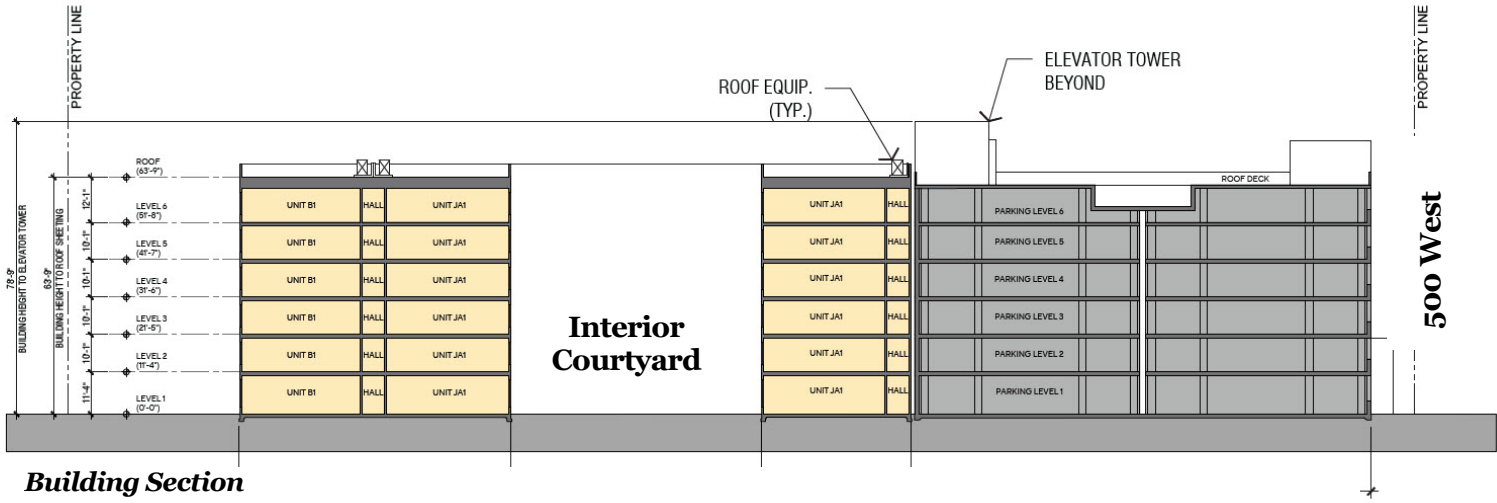 PROPERTY LINE
PROPERTY LINE
ELEVATOR TOWER
BEYOND
ROOF EQUIP.
(TYP.)
78'-9"
BUILDING HEIGHT TO ELEVATOR TOWER
63'-9"
BUILDING HEIGHT TO ROOF SHEETING
ROOF
(63'-9")
ROOF DECK
12'-1"
LEVEL 6
(51'-8")
UNIT B1
HALL
UNIT JA1
UNIT JA1
HALL
PARKING LEVEL 6
10'-1"
LEVEL 5
(41'-7")
UNIT B1
HALL
UNIT JA1
UNIT JA1
HALL
PARKING LEVEL 5
10'-1"
LEVEL 4
(31'-6")
UNIT B1
HALL
UNIT JA1
UNIT JA1
HALL
PARKING LEVEL 4
10'-1"
LEVEL 3
(21'-5")
UNIT B1
HALL
UNIT JA1
UNIT JA1
HALL
PARKING LEVEL 3
10'-1"
LEVEL 2
(11'-4")
UNIT B1
HALL
UNIT JA1
UNIT JA1
HALL
PARKING LEVEL 2
11'-4"
LEVEL 1
(0'-0")
UNIT B1
HALL
UNIT JA1
UNIT JA1
HALL
PARKING LEVEL 1
Interior
Courtyard
500 West
Building Section